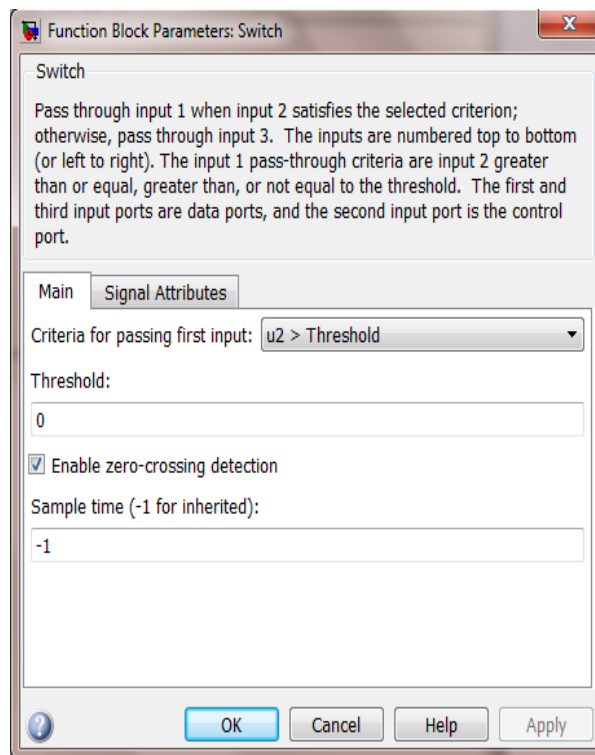 Function Block Parameters: Switch
X
Switch
Pass through input 1 when input 2 satisfies the selected criterion;
otherwise, pass through input 3.  The inputs are numbered top to bottom
(or left to right). The input 1 pass-through criteria are input 2 greater
than or equal, greater than, or not equal to the threshold.  The first and
third input ports are data ports, and the second input port is the control
port.
Main Signal Attributes
Criteria for passing first input: u2 > Threshold
Threshold:
0
Enable zero-crossing detection
Sample time (-1 for inherited):
-1
? OK Cancel Help Apply